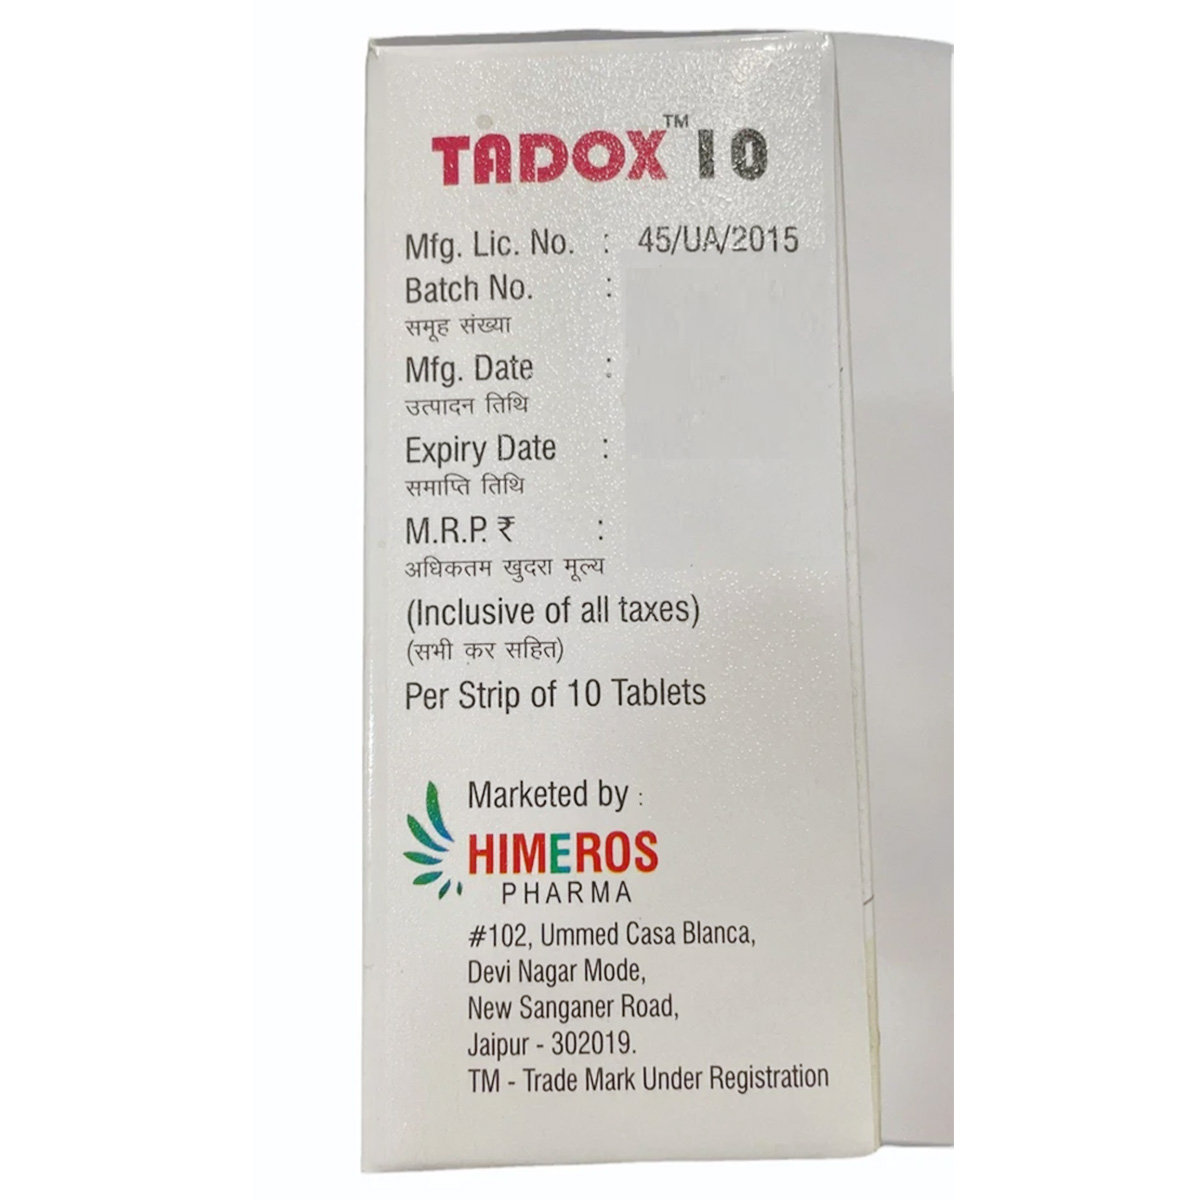 TADOX™ 10
Mfg. Lic. No. : 45/UA/2015
Batch No. :
समूह संख्या
Mfg. Date :
उत्पादन तिथि
Expiry Date :
समाप्ति तिथि
M.R.P. ₹ :
अधिकतम खुदरा मूल्य
(Inclusive of all taxes)
(सभी कर सहित)
Per Strip of 10 Tablets
Marketed by :
HIMEROS
PHARMA
#102, Ummed Casa Blanca,
Devi Nagar Mode,
New Sanganer Road,
Jaipur - 302019.
TM - Trade Mark Under Registration